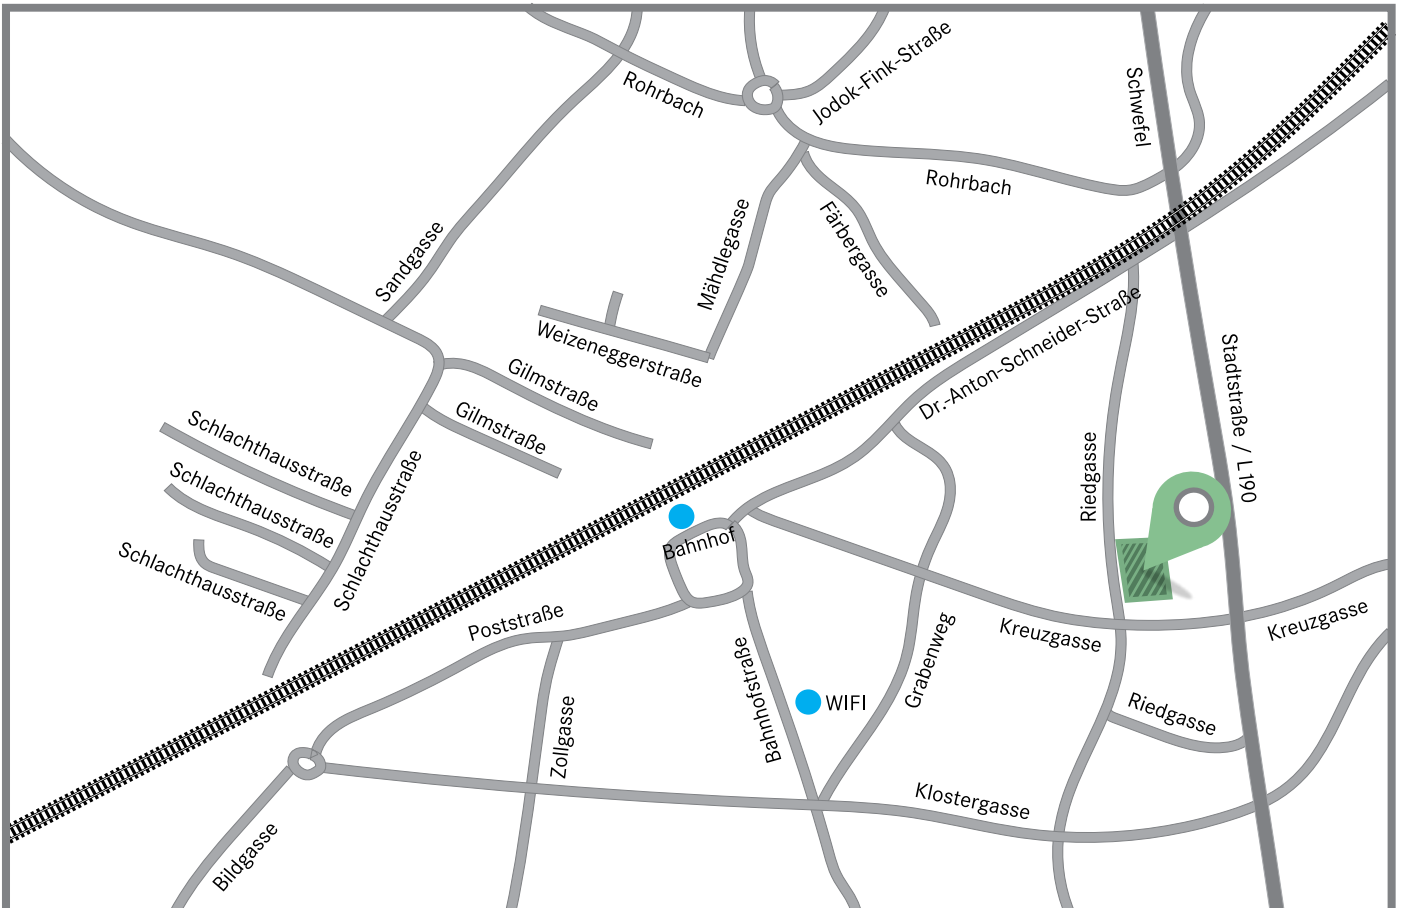 Rohrbach
Jodok-Fink-Straße
Schwefel
Rohrbach
Sandgasse
Mähdlegasse
Färbergasse
Weizeneggerstraße
Dr.-Anton-Schneider-Straße
Gilmstraße
Gilmstraße
Stadtstraße / L190
Schlachthausstraße
Schlachthausstraße
Schlachthausstraße
Schlachthausstraße
Riedgasse
Bahnhof
Poststraße
Kreuzgasse
Kreuzgasse
Grabenweg
Bahnhofstraße
WIFI
Zollgasse
Riedgasse
Klostergasse
Bildgasse